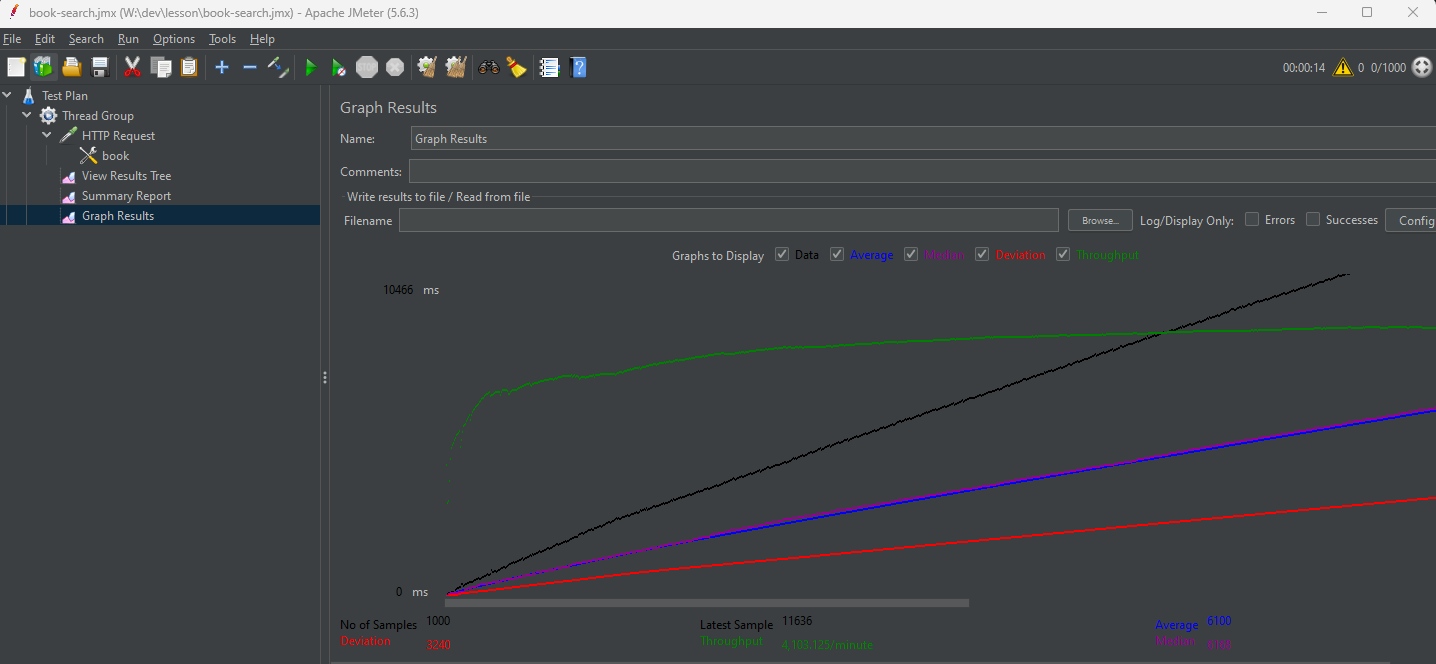 book-search.jmx (W:\dev\lesson\book-search.jmx) - Apache JMeter (5.6.3)
File Edit Search Run Options Tools Help
STOP
00:00:14 0 0/1000
Test Plan
Thread Group
HTTP Request
book
View Results Tree
Summary Report
Graph Results
Graph Results
Name: Graph Results
Comments:
Write results to file / Read from file
Filename Browse... Log/Display Only: Errors Successes Config
Graphs to Display Data Average Median Deviation Throughput
10466 ms
0 ms
No of Samples 1000 Latest Sample 11636 Average 6100
Deviation 3240 Throughput 4,103.125/minute Median 6168